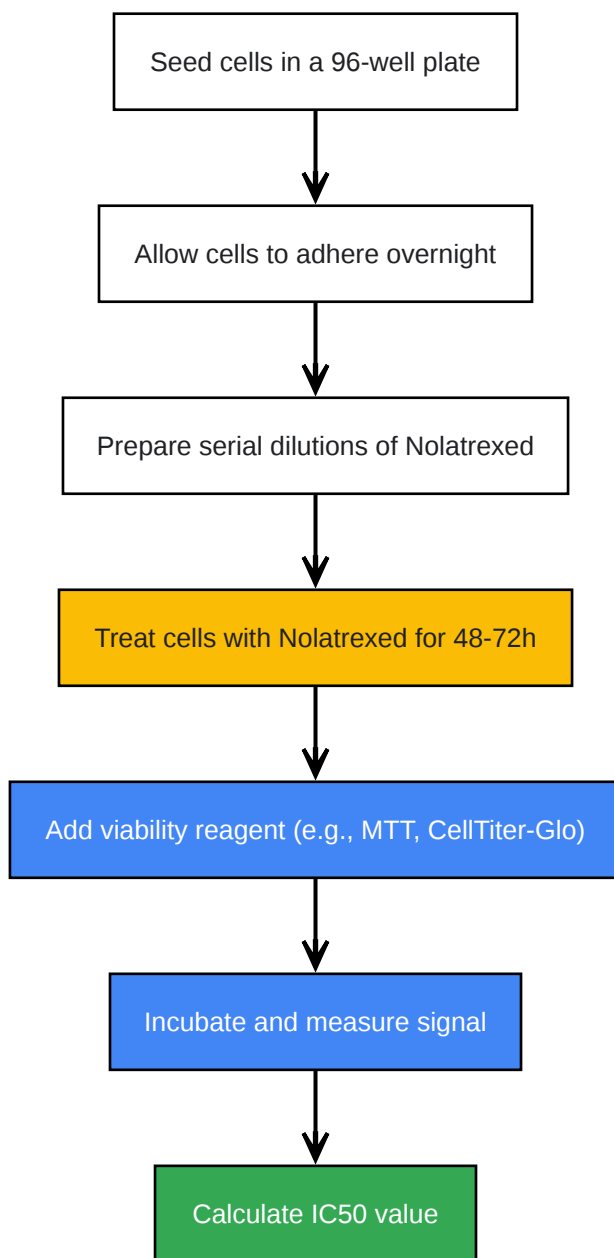 Seed cells in a 96-well plate
Allow cells to adhere overnight
Prepare serial dilutions of Nolatrexed
Treat cells with Nolatrexed for 48-72h
Add viability reagent (e.g., MTT, CellTiter-Glo)
Incubate and measure signal
Calculate IC50 value